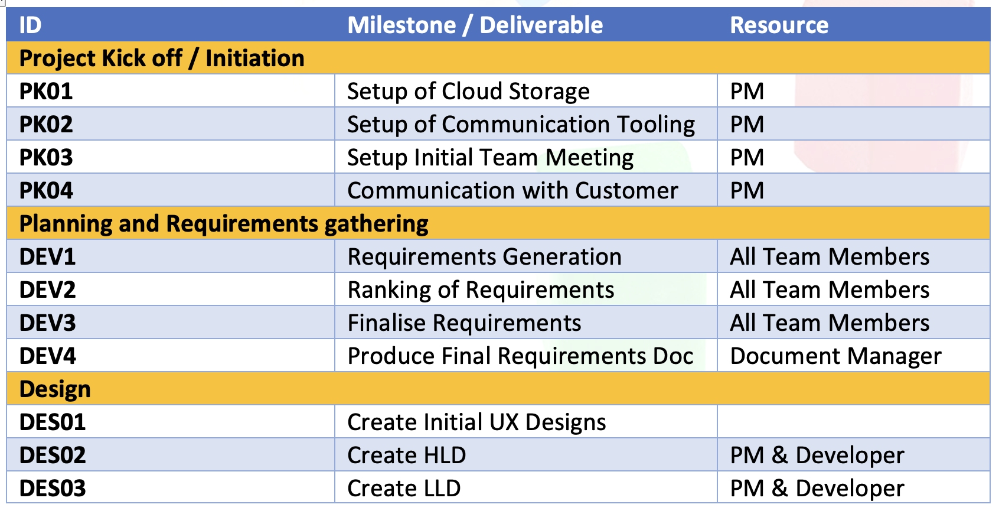 ID Milestone / Deliverable Resource
Project Kick off / Initiation
PK01 Setup of Cloud Storage PM
PK02 Setup of Communication Tooling PM
PK03 Setup Initial Team Meeting PM
PK04 Communication with Customer PM
Planning and Requirements gathering
DEV1 Requirements Generation All Team Members
DEV2 Ranking of Requirements All Team Members
DEV3 Finalise Requirements All Team Members
DEV4 Produce Final Requirements Doc Document Manager
Design
DES01 Create Initial UX Designs
DES02 Create HLD PM & Developer
DES03 Create LLD PM & Developer